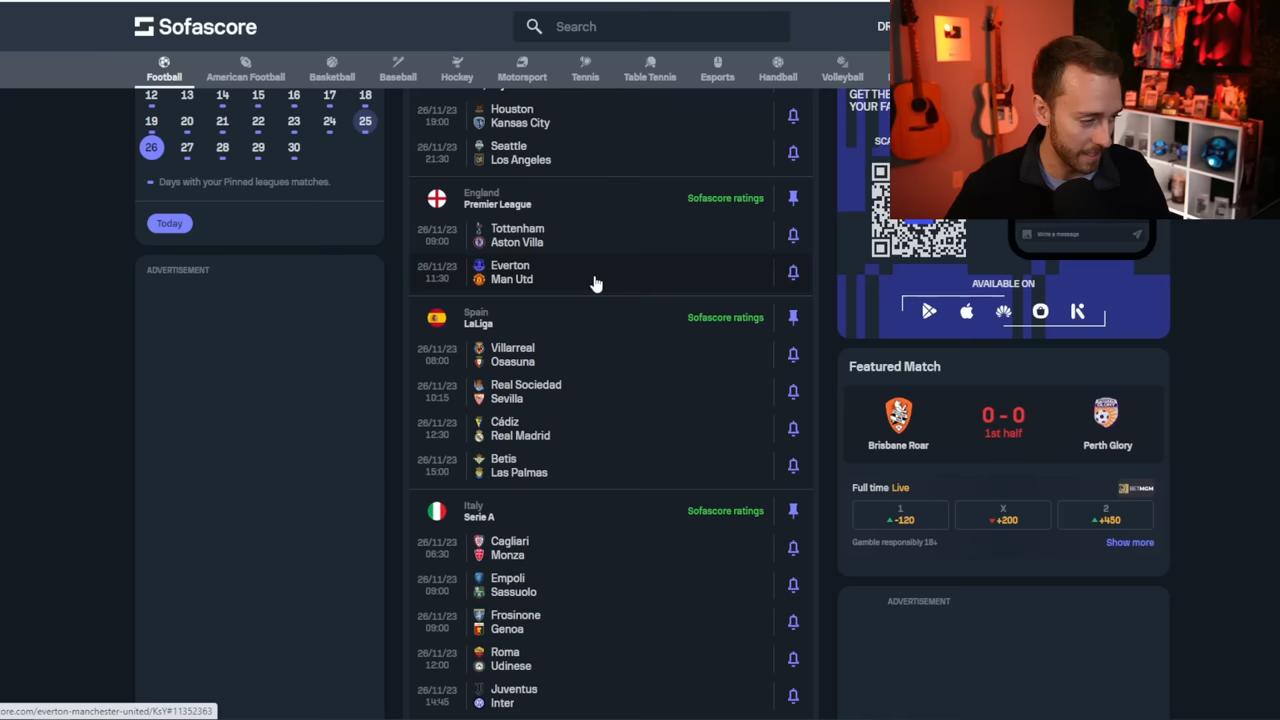 Sofascore
Search
DR
Football
American Football
Basketball
Baseball
Hockey
Motorsport
Tennis
Table Tennis
Esports
Handball
Volleyball
12 13 14 15 16 17 18
19 20 21 22 23 24 25
26 27 28 29 30
Days with your Pinned leagues matches.
Today
ADVERTISEMENT
26/11/23 Houston
19:00 Kansas City
26/11/23 Seattle
21:30 Los Angeles
England
Premier League
Sofascore ratings
26/11/23 Tottenham
09:00 Aston Villa
26/11/23 Everton
11:30 Man Utd
Spain
LaLiga
Sofascore ratings
26/11/23 Villarreal
08:00 Osasuna
26/11/23 Real Sociedad
10:15 Sevilla
26/11/23 Cádiz
12:30 Real Madrid
26/11/23 Betis
15:00 Las Palmas
Italy
Serie A
Sofascore ratings
26/11/23 Cagliari
06:30 Monza
26/11/23 Empoli
09:00 Sassuolo
26/11/23 Frosinone
09:00 Genoa
26/11/23 Roma
12:00 Udinese
26/11/23 Juventus
14:45 Inter
GET THE
YOUR FA
SCA
Write a message
AVAILABLE ON
Featured Match
0 - 0
1st half
Brisbane Roar
Perth Glory
Full time Live
BETMGM
1 X 2
-120 +200 +450
Gamble responsibly 18+
Show more
ADVERTISEMENT
ore.com/everton-manchester-united/KsY#11352363